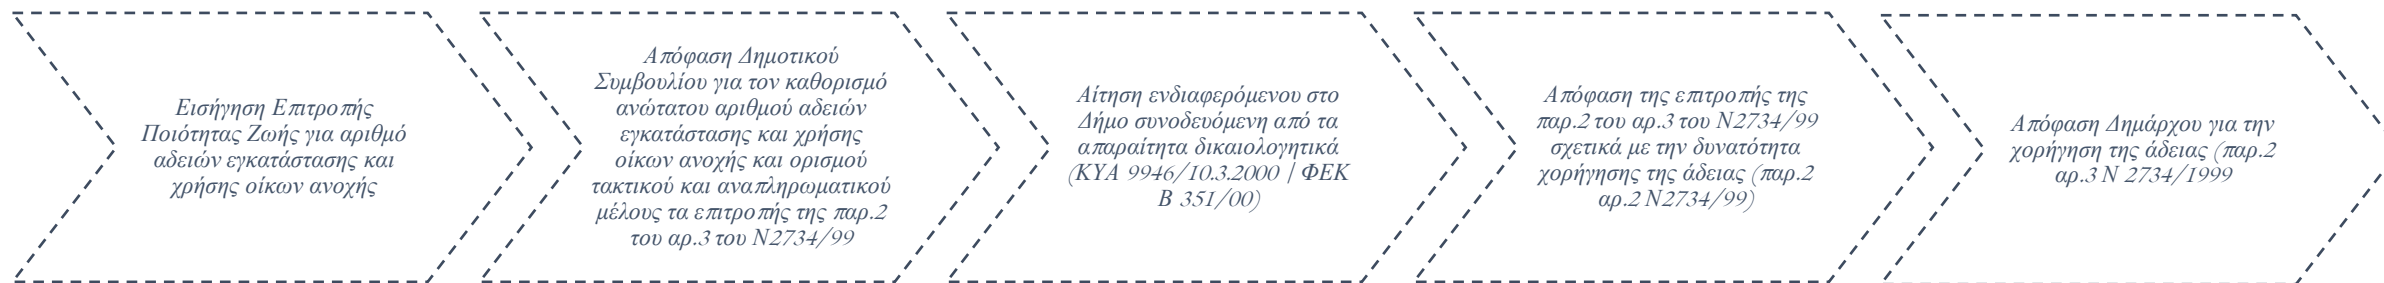 Εισήγηση Επιτροπής
Ποιότητας Ζωής για αριθμό
αδειών εγκατάστασης και
χρήσης οίκων ανοχής
Απόφαση Δημοτικού
Συμβουλίου για τον καθορισμό
ανώτατου αριθμού αδειών
εγκατάστασης και χρήσης
οίκων ανοχής και ορισμού
τακτικού και αναπληρωματικού
μέλους τα επιτροπής της παρ.2
του αρ.3 του Ν2734/99
Αίτηση ενδιαφερόμενου στο
Δήμο συνοδευόμενη από τα
απαραίτητα δικαιολογητικά
(ΚΥΑ 9946/10.3.2000 | ΦΕΚ
Β 351/00)
Απόφαση της επιτροπής της
παρ.2 του αρ.3 του Ν2734/99
σχετικά με την δυνατότητα
χορήγησης της άδειας (παρ.2
αρ.2 Ν2734/99)
Απόφαση Δημάρχου για την
χορήγηση της άδειας (παρ.2
αρ.3 Ν 2734/1999